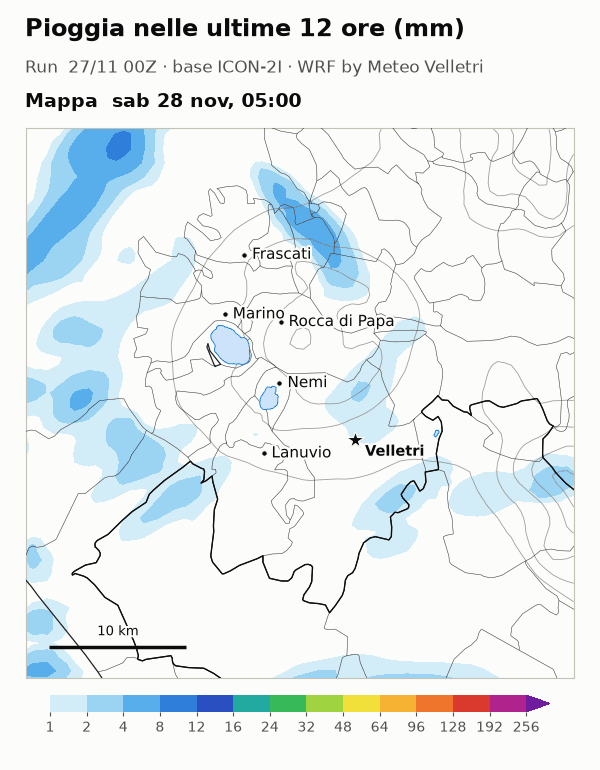 Pioggia nelle ultime 12 ore (mm)
Run  27/11 00Z · base ICON-2I · WRF by Meteo Velletri
Mappa  sab 28 nov, 05:00
Frascati
Marino
Rocca di Papa
Nemi
Velletri
Lanuvio
10 km
1 2 4 8 12 16 24 32 48 64 96 128 192 256